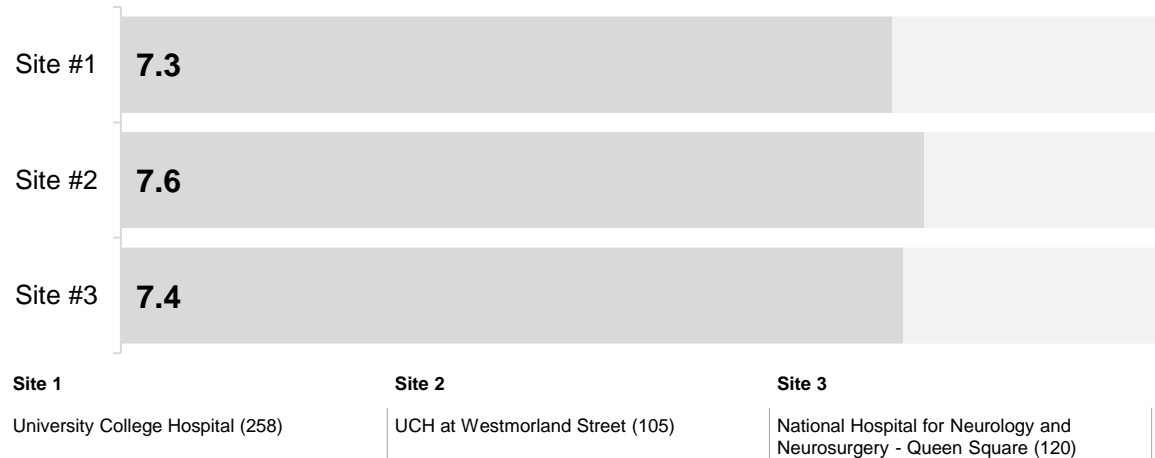 Site #1 7.3
Site #2 7.6
Site #3 7.4
Site 1
University College Hospital (258)
Site 2
UCH at Westmorland Street (105)
Site 3
National Hospital for Neurology and
Neurosurgery - Queen Square (120)